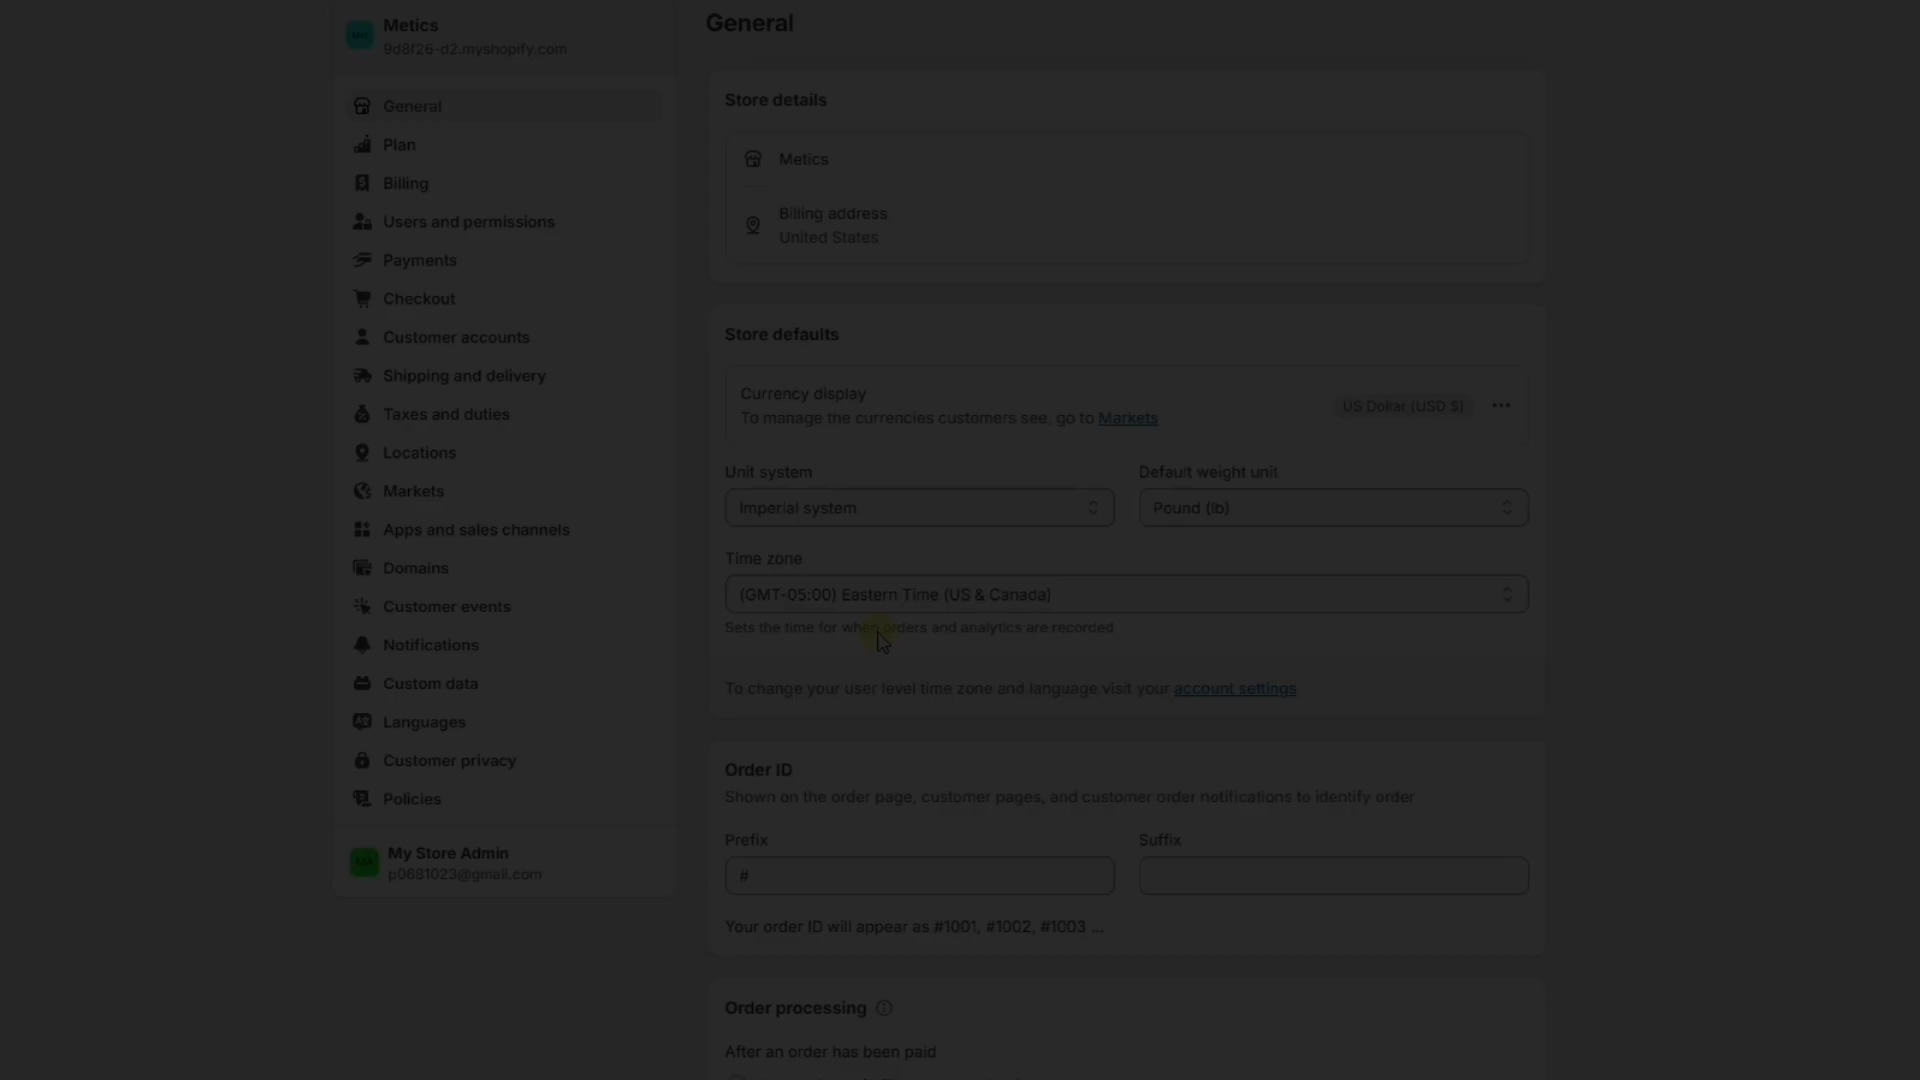 Metics
9d8f26-d2.myshopify.com
General
Plan
Billing
Users and permissions
Payments
Checkout
Customer accounts
Shipping and delivery
Taxes and duties
Locations
Markets
Apps and sales channels
Domains
Customer events
Notifications
Custom data
Languages
Customer privacy
Policies
MA
My Store Admin
p0681023@gmail.com
General
Store details
Metics
Billing address
United States
Store defaults
Currency display
To manage the currencies customers see, go to Markets
US Dollar (USD $)
Unit system
Default weight unit
Imperial system
Pound (lb)
Time zone
(GMT-05:00) Eastern Time (US & Canada)
Sets the time for when orders and analytics are recorded
To change your user level time zone and language visit your account settings
Order ID
Shown on the order page, customer pages, and customer order notifications to identify order
Prefix
Suffix
#
Your order ID will appear as #1001, #1002, #1003 ...
Order processing
After an order has been paid